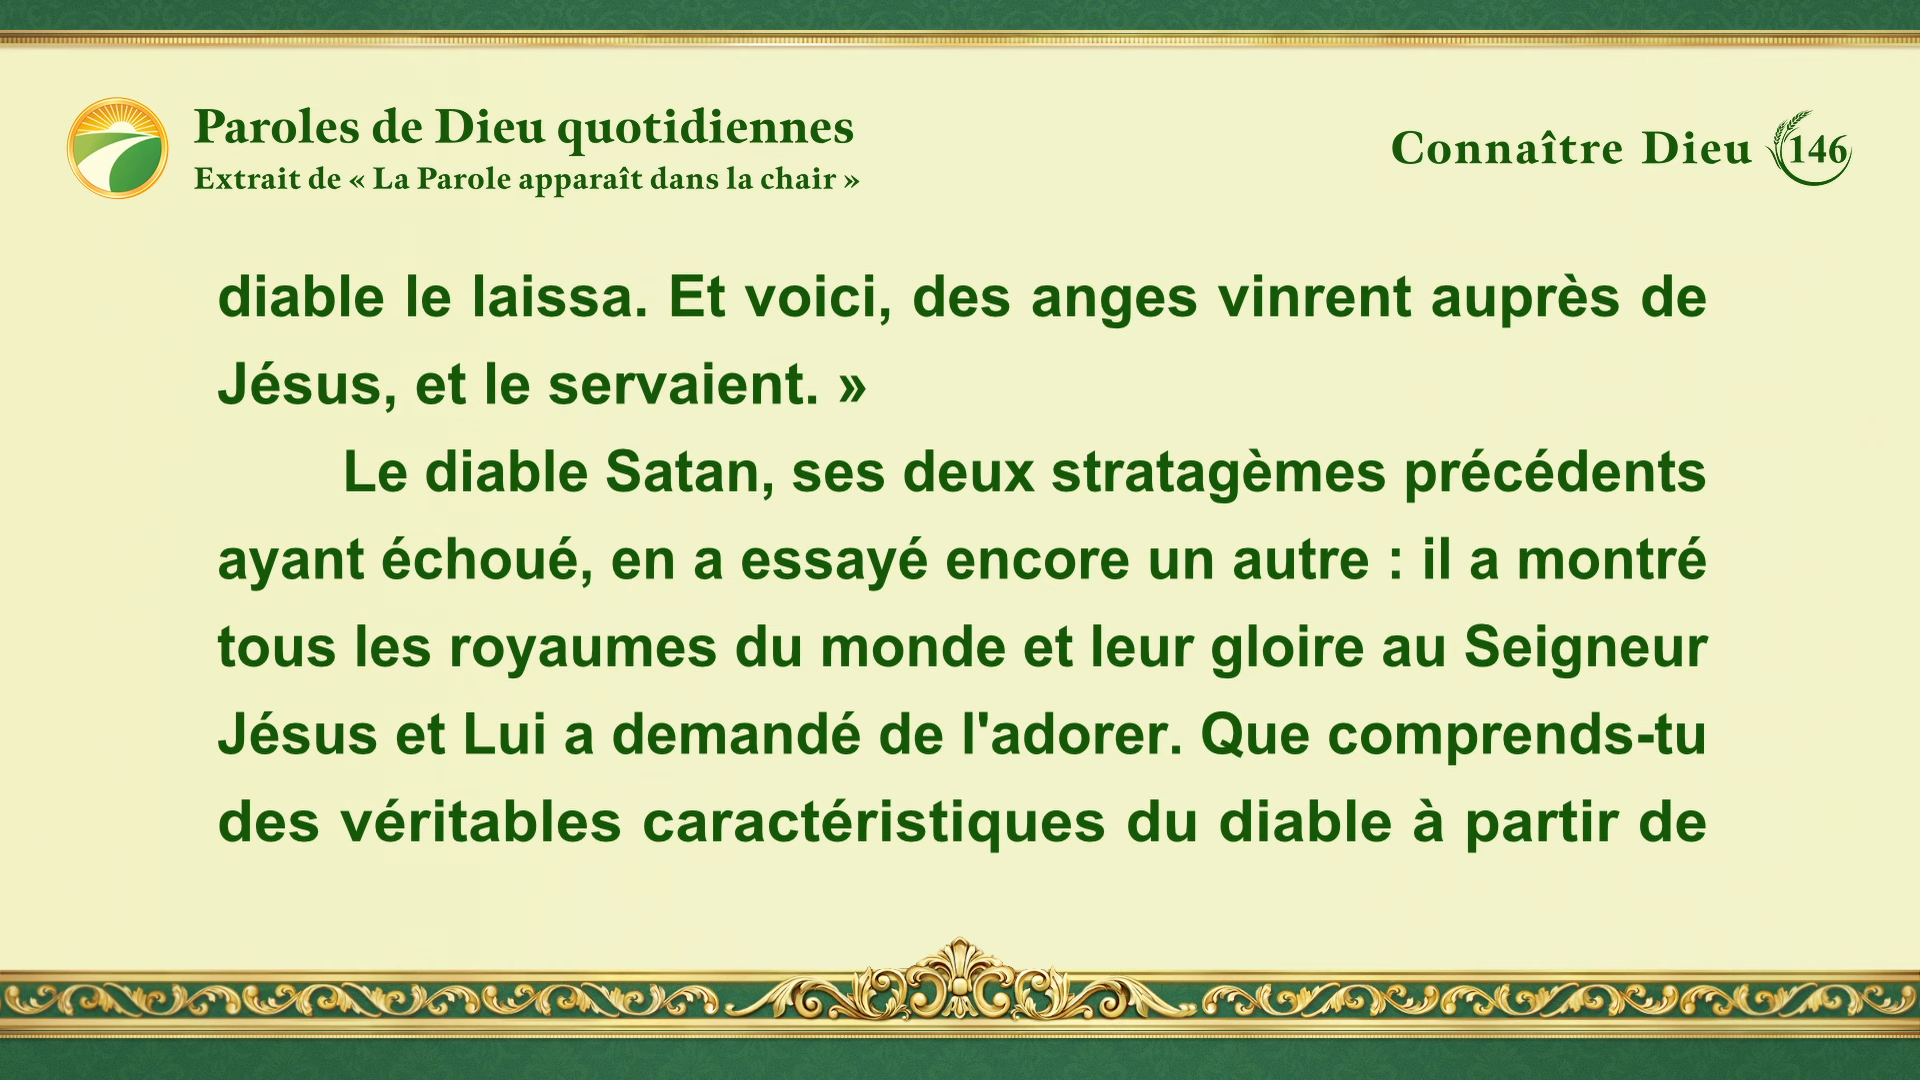 Paroles de Dieu quotidiennes
Extrait de « La Parole apparaît dans la chair »
Connaître Dieu 146
diable le laissa. Et voici, des anges vinrent auprès de
Jésus, et le servaient. »
Le diable Satan, ses deux stratagèmes précédents
ayant échoué, en a essayé encore un autre : il a montré
tous les royaumes du monde et leur gloire au Seigneur
Jésus et Lui a demandé de l'adorer. Que comprends-tu
des véritables caractéristiques du diable à partir de